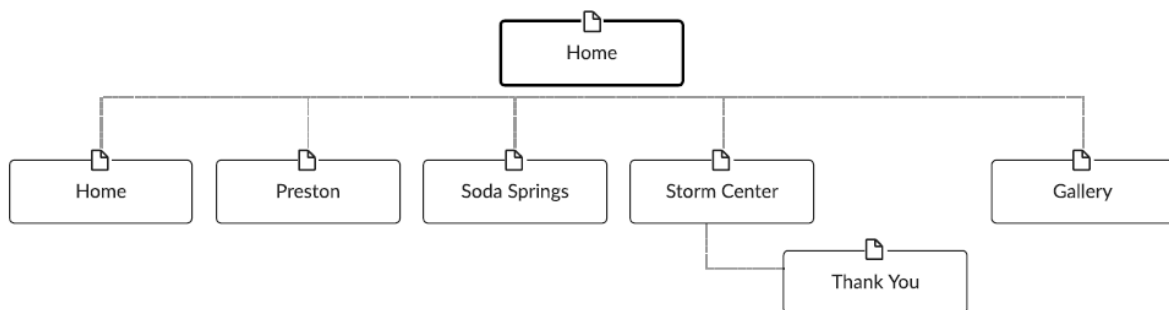 Home
Home
Preston
Soda Springs
Storm Center
Gallery
Thank You